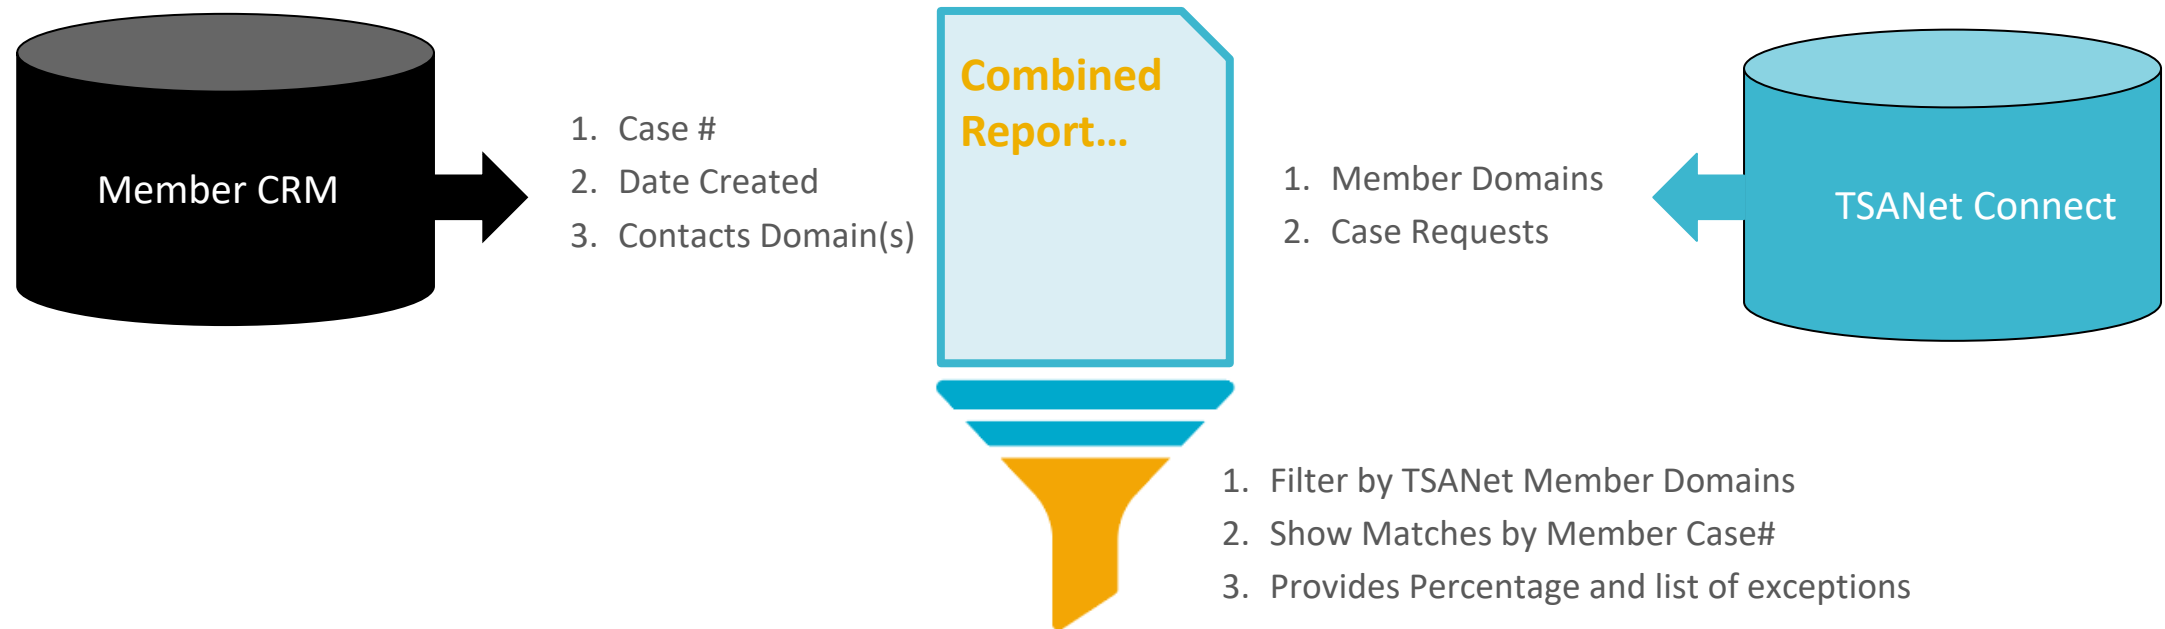 Member CRM
1. Case #
2. Date Created
3. Contacts Domain(s)
Combined
Report...
1. Member Domains
2. Case Requests
TSANet Connect
1. Filter by TSANet Member Domains
2. Show Matches by Member Case#
3. Provides Percentage and list of exceptions